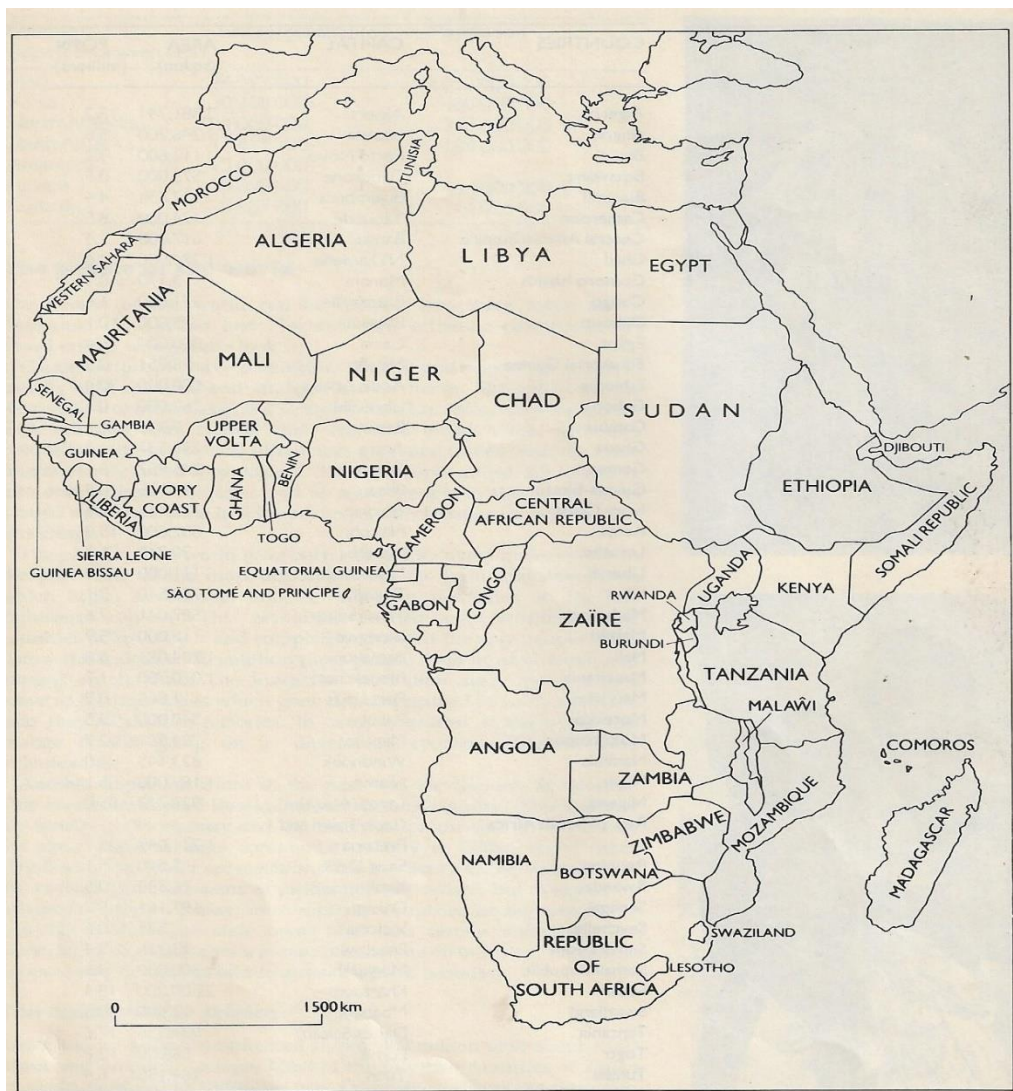 TUNISIA
MOROCCO
ALGERIA
LIBYA
EGYPT
WESTERN SAHARA
MAURITANIA
MALI
NIGER
CHAD
SUDAN
SENEGAL
GAMBIA
UPPER
VOLTA
GUINEA
NIGERIA
BENIN
DJIBOUTI
IVORY
COAST
GHANA
LIBERIA
ETHIOPIA
CENTRAL
AFRICAN REPUBLIC
CAMEROON
SOMALI REPUBLIC
TOGO
SIERRA LEONE
GUINEA BISSAU
EQUATORIAL GUINEA
SÃO TOMÉ AND PRINCIPE
GABON
CONGO
UGANDA
KENYA
RWANDA
ZAÏRE
BURUNDI
TANZANIA
MALAŴI
COMOROS
ANGOLA
ZAMBIA
MOZAMBIQUE
ZIMBABWE
MADAGASCAR
NAMIBIA
BOTSWANA
SWAZILAND
REPUBLIC
OF
SOUTH AFRICA
LESOTHO
0 1500km